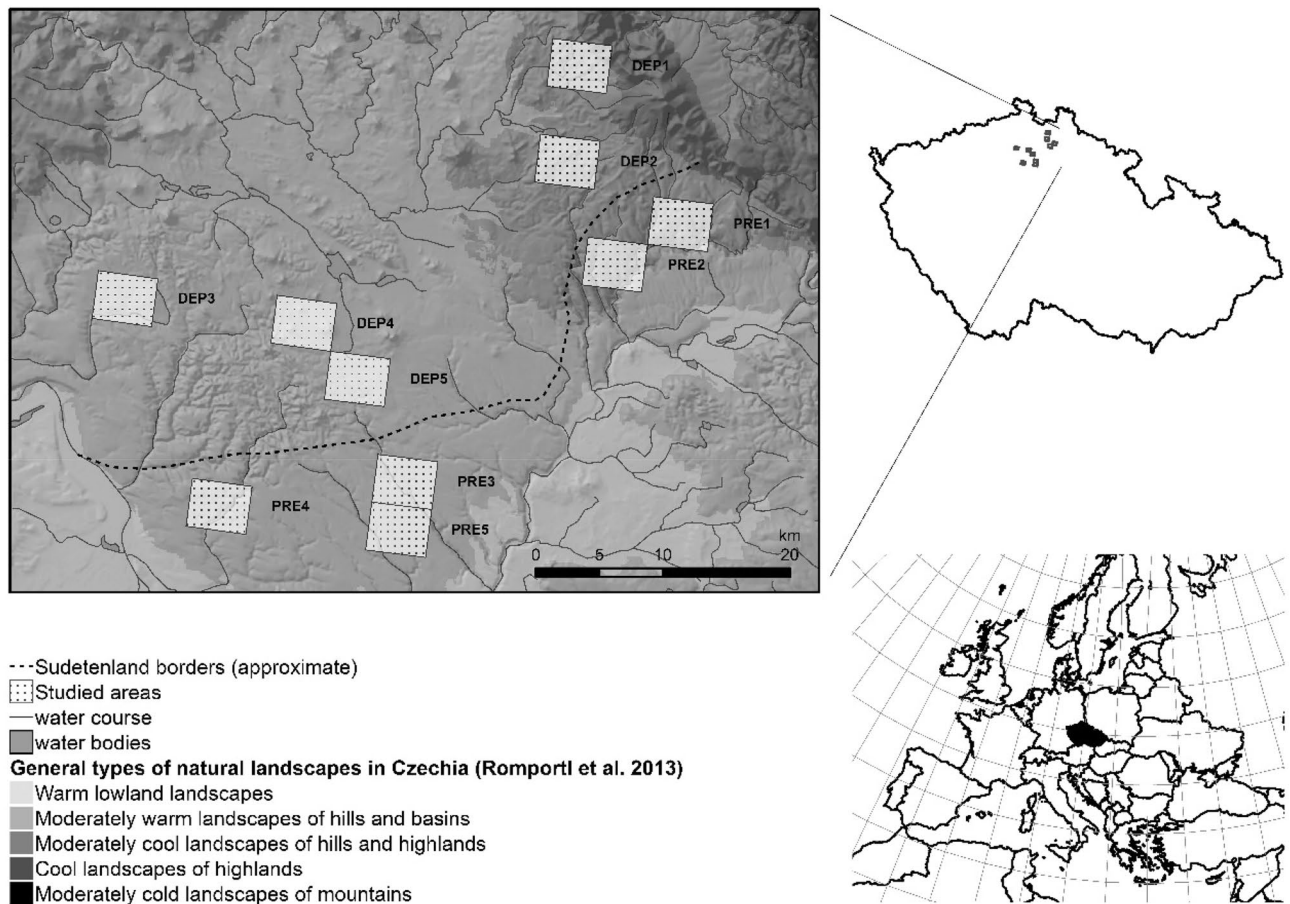 DEP1
DEP2
PRE1
PRE2
DEP3
DEP4
DEP5
PRE3
PRE4
PRE5
km
0 5 10 20
Sudetenland borders (approximate)
Studied areas
water course
water bodies
General types of natural landscapes in Czechia (Romportl et al. 2013)
Warm lowland landscapes
Moderately warm landscapes of hills and basins
Moderately cool landscapes of hills and highlands
Cool landscapes of highlands
Moderately cold landscapes of mountains